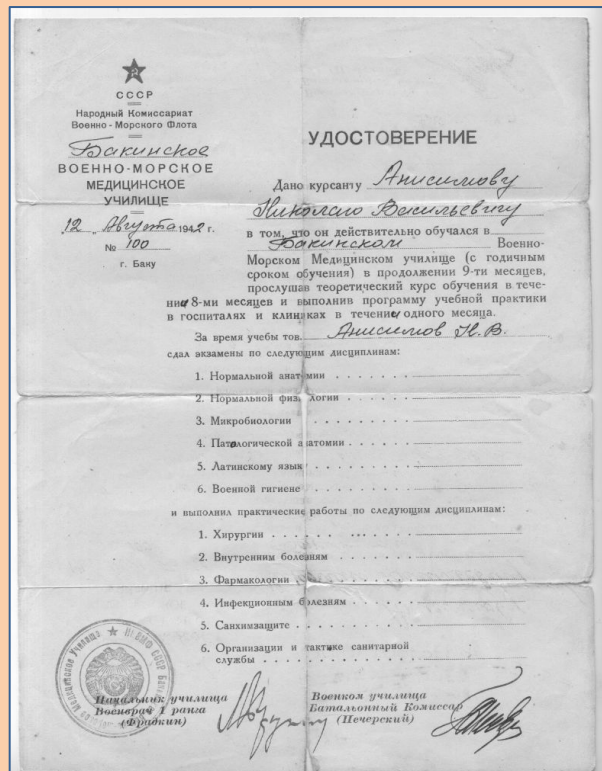 СССР
Народный Комиссариат
Военно-Морского Флота
Бакинское
ВОЕННО-МОРСКОЕ
МЕДИЦИНСКОЕ
УЧИЛИЩЕ
12 Августа 1942 г.
№ 100
г. Баку
УДОСТОВЕРЕНИЕ
Дано курсанту Анисимову
Николаю Васильевичу
в том, что он действительно обучался в
Бакинском Военно-
Морском Медицинском училище (с годичным
сроком обучения) в продолжении 9-ти месяцев,
прослушав теоретический курс обучения в тече-
нии 8-ми месяцев и выполнив программу учебной практики
в госпиталях и клиниках в течении одного месяца.
За время учебы тов. Анисимов Н. В.
сдал экзамены по следующим дисциплинам:
1. Нормальной анатомии
2. Нормальной физиологии
3. Микробиологии
4. Патологической анатомии
5. Латинскому языку
6. Военной гигиене
и выполнил практические работы по следующим дисциплинам:
1. Хирургии
2. Внутренним болезням
3. Фармакологии
4. Инфекционным болезням
5. Санхимзащите
6. Организации и тактике санитарной
службы
Начальник училища
Военврач 1 ранга
(Фрадкин)
Военком училища
Батальонный Комиссар
(Печерский)